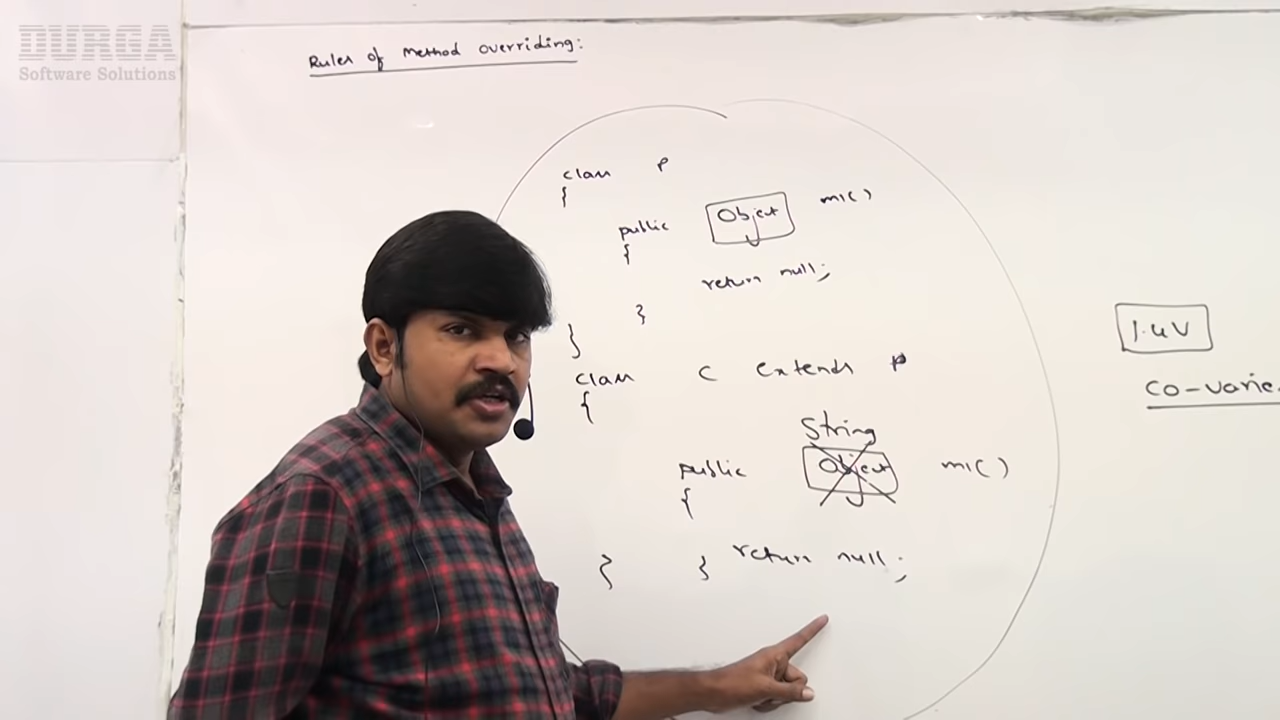 DURGA
Software Solutions
Rules of Method overriding:
class P
{
public Object m1()
{
return null;
}
}
class C extends P
{
String
public Object m1()
{
return null;
}
}
1.4V
CO-varie